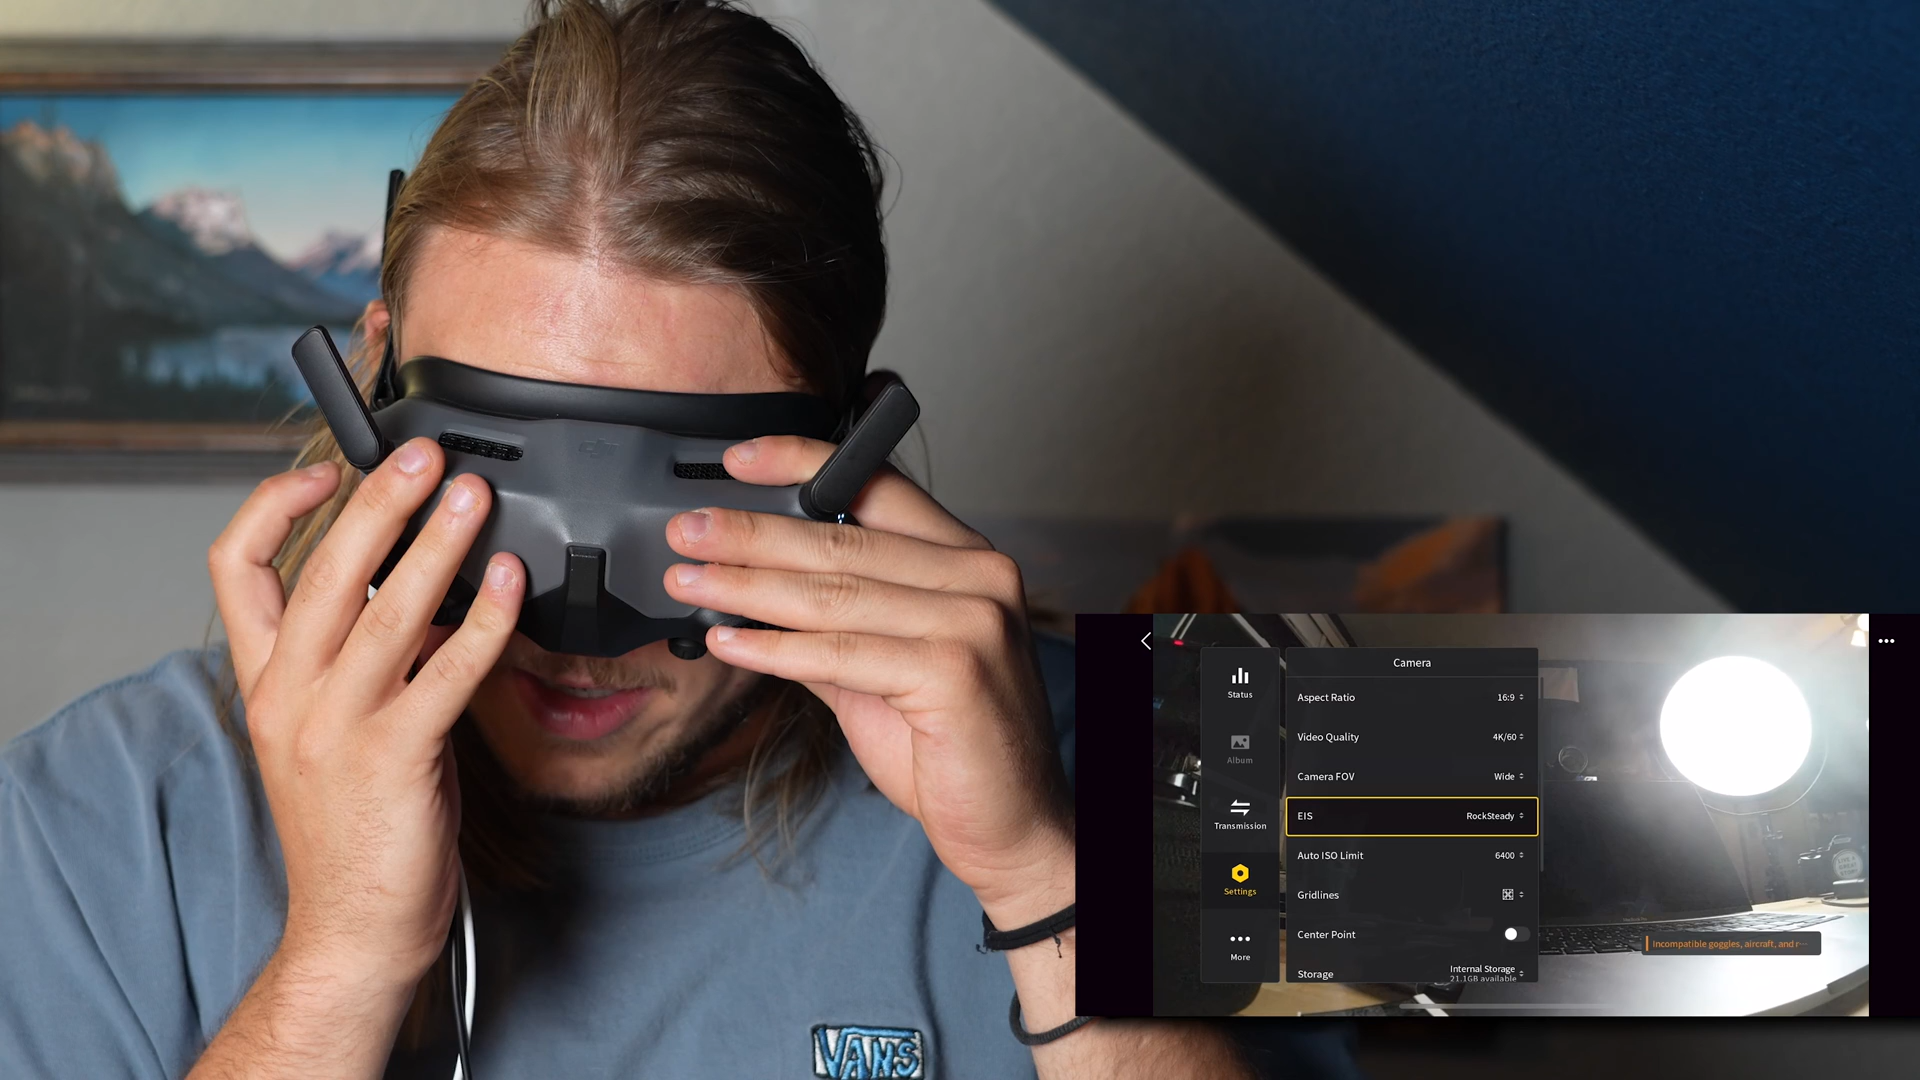 VANS
Status
Album
Transmission
Settings
More
Camera
Aspect Ratio 16:9
Video Quality 4K/60
Camera FOV Wide
EIS RockSteady
Auto ISO Limit 6400
Gridlines
Center Point
Storage Internal Storage
21.1GB available
Incompatible goggles, aircraft, and r···